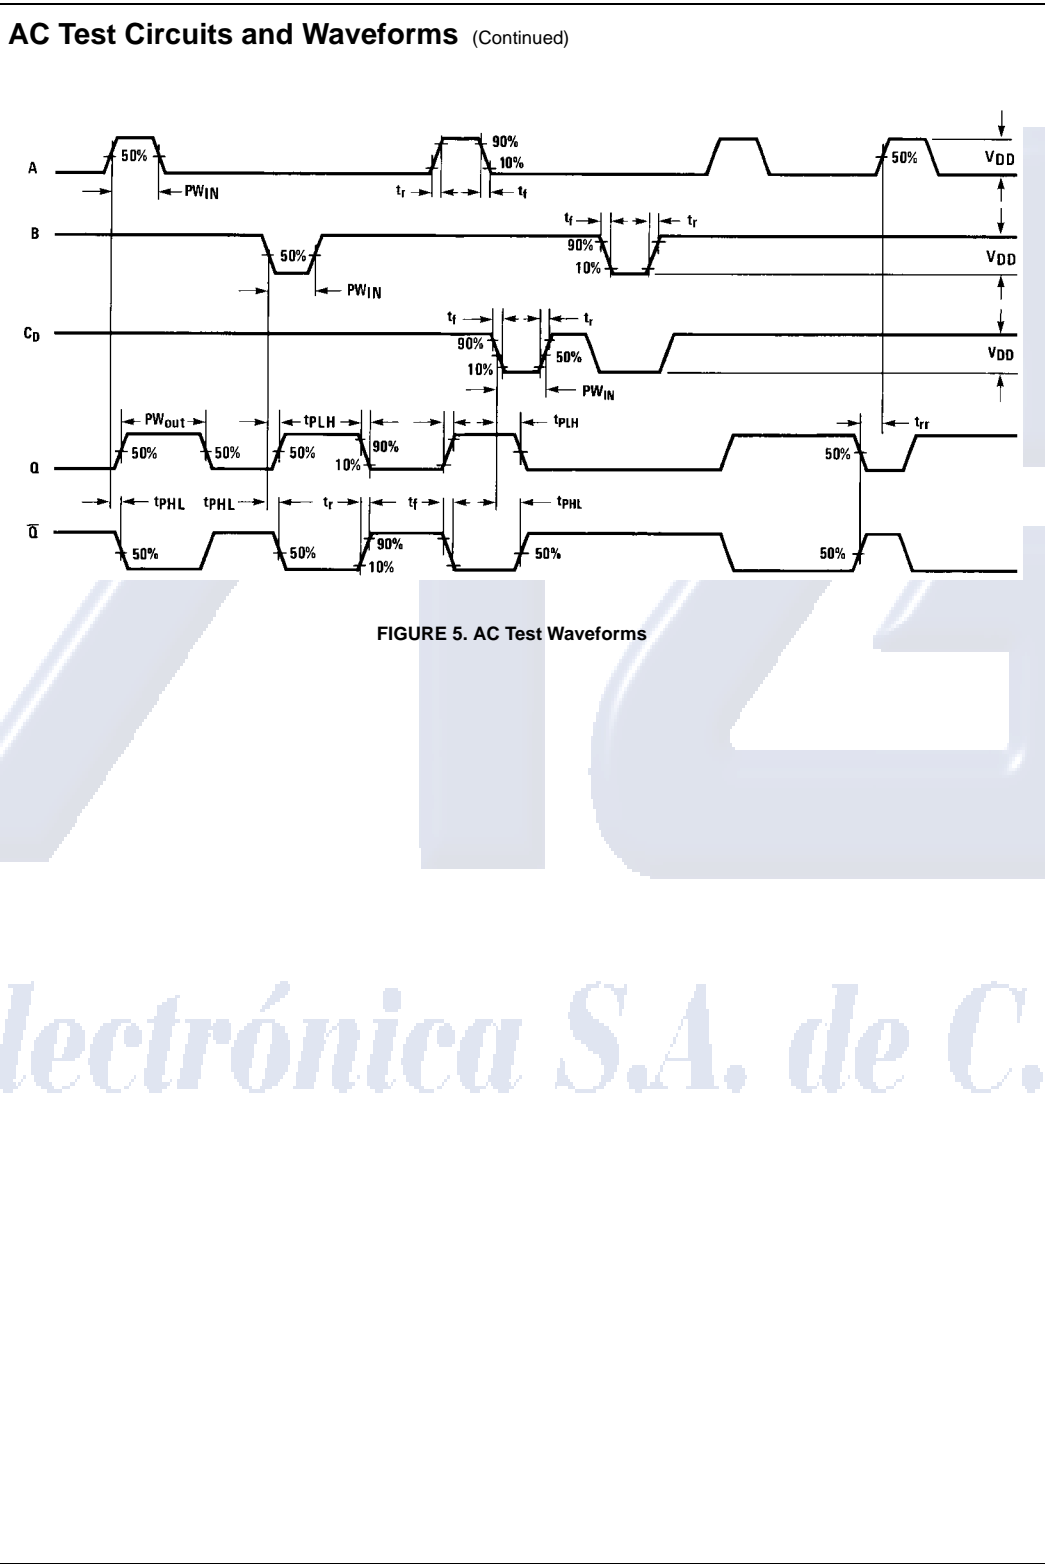 AC Test Circuits and Waveforms (Continued)
A 50% 90% 10% 50% VDD
PWIN tr tf
B 50% tf tr 90% 10% VDD
PWIN
CD tf tr 90% 10% 50% VDD
PWIN
PWout tPLH tPLH trr
Q 50% 50% 50% 90% 10% 50%
tPHL tPHL tr tf tPHL
Q̅ 50% 50% 90% 10% 50% 50%
FIGURE 5. AC Test Waveforms
lectrónica S.A. de C.